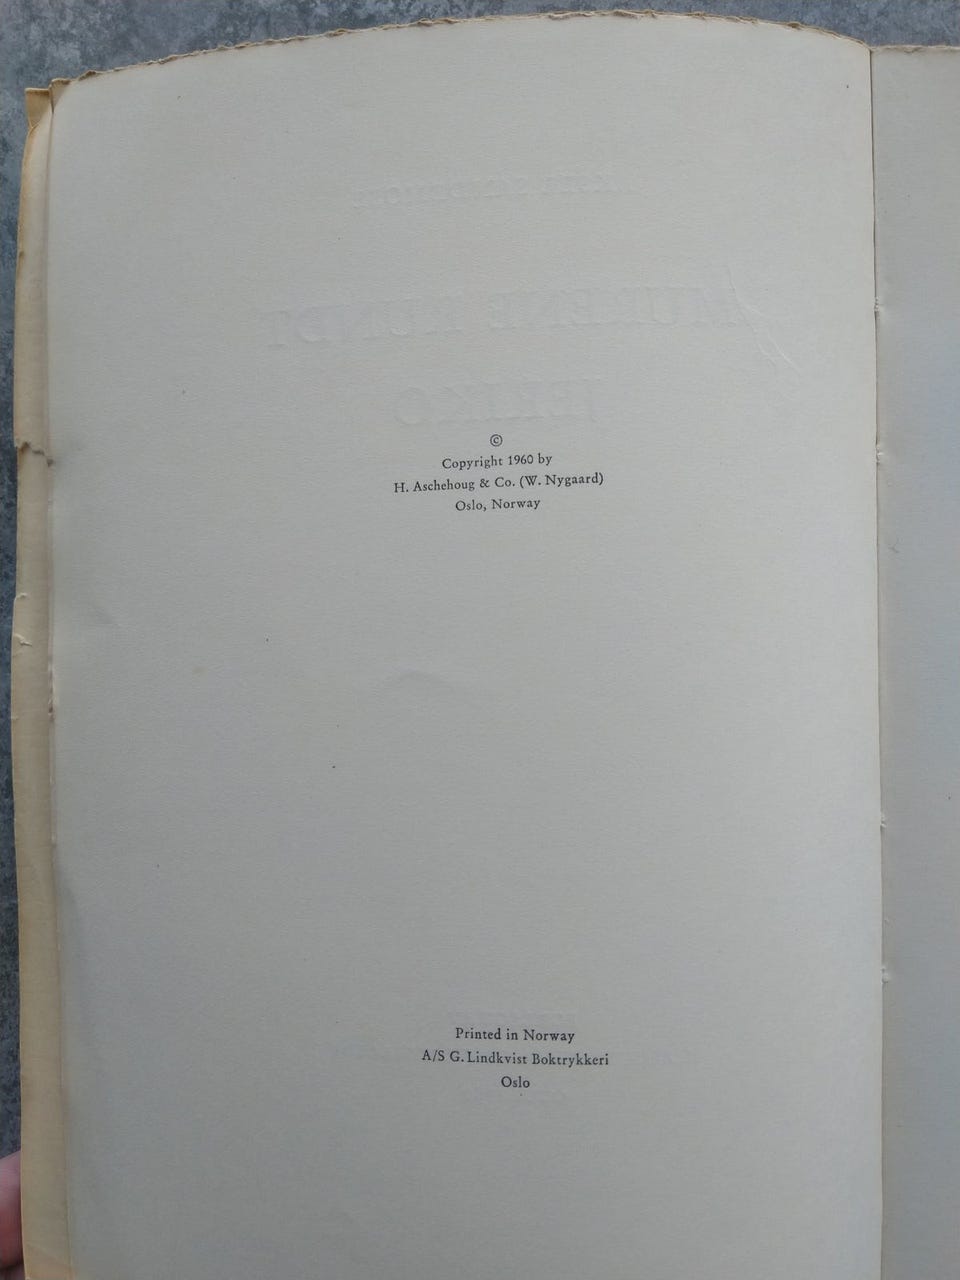 ©
Copyright 1960 by
H. Aschehoug & Co. (W. Nygaard)
Oslo, Norway
Printed in Norway
A/S G. Lindkvist Boktrykkeri
Oslo